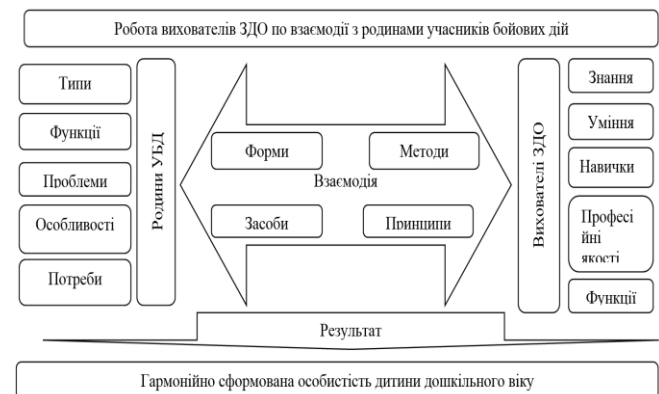 Робота вихователів ЗДО по взаємодії з родинами учасників бойових дій
Типи
Функції
Проблеми
Особливості
Потреби
Родини УБД
Форми
Методи
Взаємодія
Засоби
Принципи
Вихователі ЗДО
Знання
Уміння
Навички
Професі
йні
якості
Функції
Результат
Гармонійно сформована особистість дитини дошкільного віку